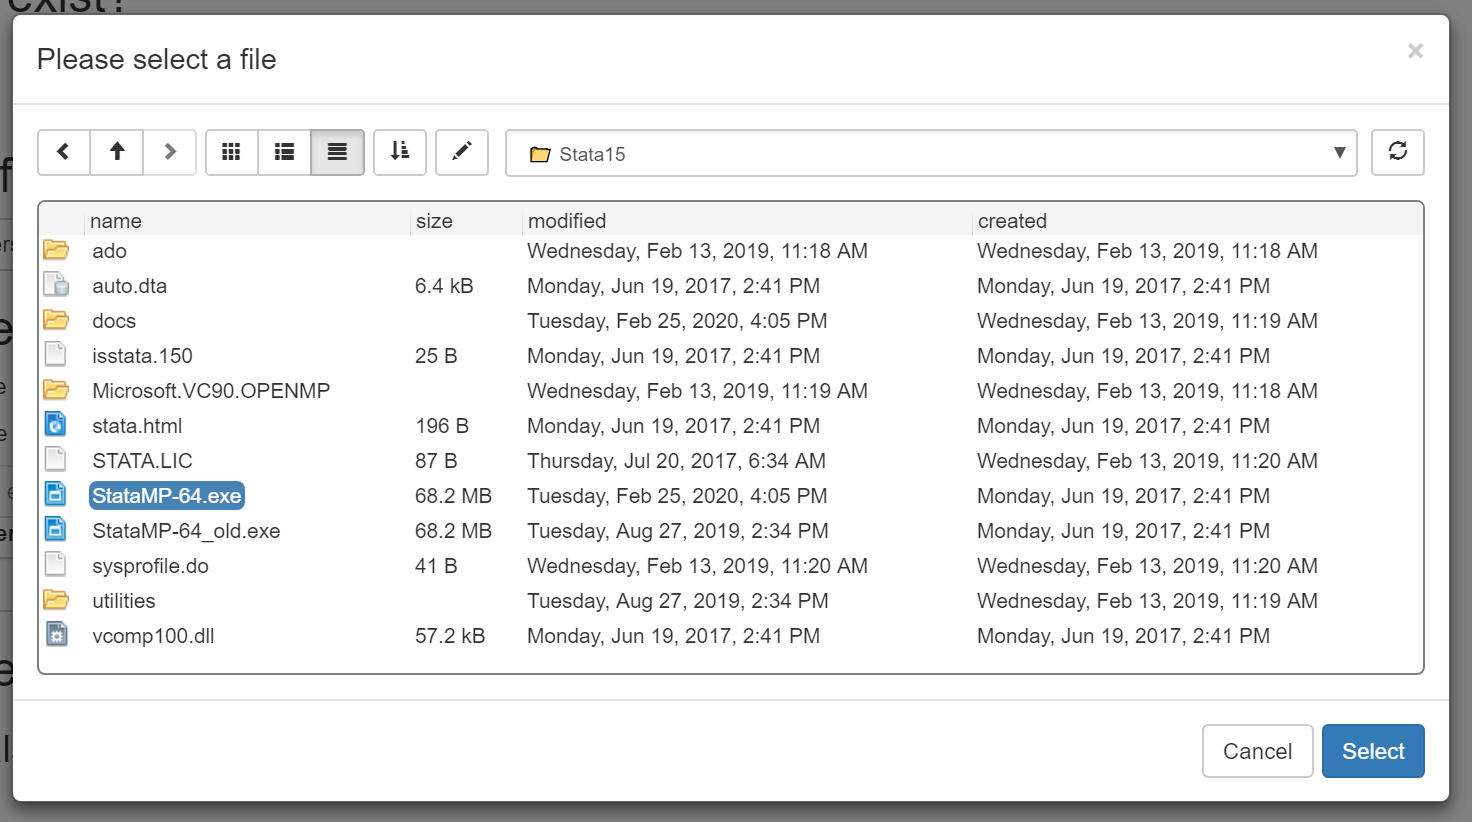 exist?
Please select a file
×
Stata15
name size modified created
ado Wednesday, Feb 13, 2019, 11:18 AM Wednesday, Feb 13, 2019, 11:18 AM
auto.dta 6.4 kB Monday, Jun 19, 2017, 2:41 PM Monday, Jun 19, 2017, 2:41 PM
docs Tuesday, Feb 25, 2020, 4:05 PM Wednesday, Feb 13, 2019, 11:19 AM
isstata.150 25 B Monday, Jun 19, 2017, 2:41 PM Monday, Jun 19, 2017, 2:41 PM
Microsoft.VC90.OPENMP Wednesday, Feb 13, 2019, 11:19 AM Wednesday, Feb 13, 2019, 11:18 AM
stata.html 196 B Monday, Jun 19, 2017, 2:41 PM Monday, Jun 19, 2017, 2:41 PM
STATA.LIC 87 B Thursday, Jul 20, 2017, 6:34 AM Wednesday, Feb 13, 2019, 11:20 AM
StataMP-64.exe 68.2 MB Tuesday, Feb 25, 2020, 4:05 PM Monday, Jun 19, 2017, 2:41 PM
StataMP-64_old.exe 68.2 MB Tuesday, Aug 27, 2019, 2:34 PM Monday, Jun 19, 2017, 2:41 PM
sysprofile.do 41 B Wednesday, Feb 13, 2019, 11:20 AM Wednesday, Feb 13, 2019, 11:20 AM
utilities Tuesday, Aug 27, 2019, 2:34 PM Wednesday, Feb 13, 2019, 11:19 AM
vcomp100.dll 57.2 kB Monday, Jun 19, 2017, 2:41 PM Monday, Jun 19, 2017, 2:41 PM
Cancel Select